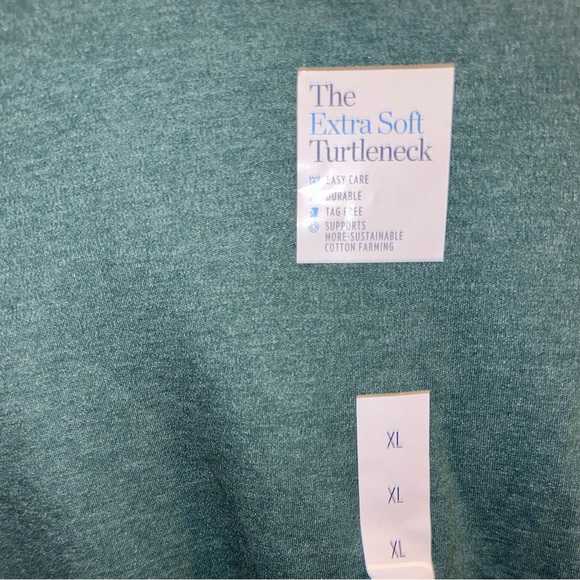 The
Extra Soft
Turtleneck
EASY CARE
DURABLE
TAG FREE
SUPPORTS
MORE-SUSTAINABLE
COTTON FARMING
XL
XL
XL